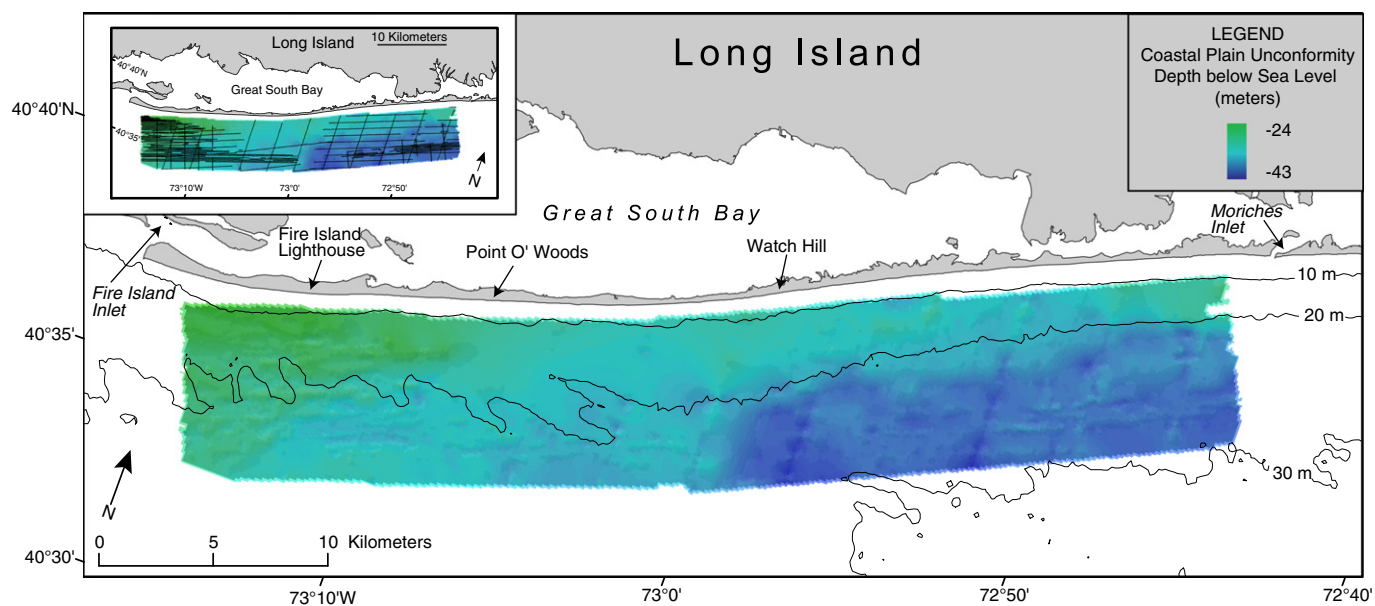 Long Island
10 Kilometers
40°40'N
Great South Bay
40°35'
N
73°10'W
73°0'
72°50'
Long Island
LEGEND
Coastal Plain Unconformity
Depth below Sea Level
(meters)
-24
-43
40°40'N
Great South Bay
Moriches
Inlet
Fire Island
Lighthouse
Point O' Woods
Watch Hill
Fire Island
Inlet
10 m
20 m
40°35'
30 m
N
0
5
10 Kilometers
40°30'
73°10'W
73°0'
72°50'
72°40'